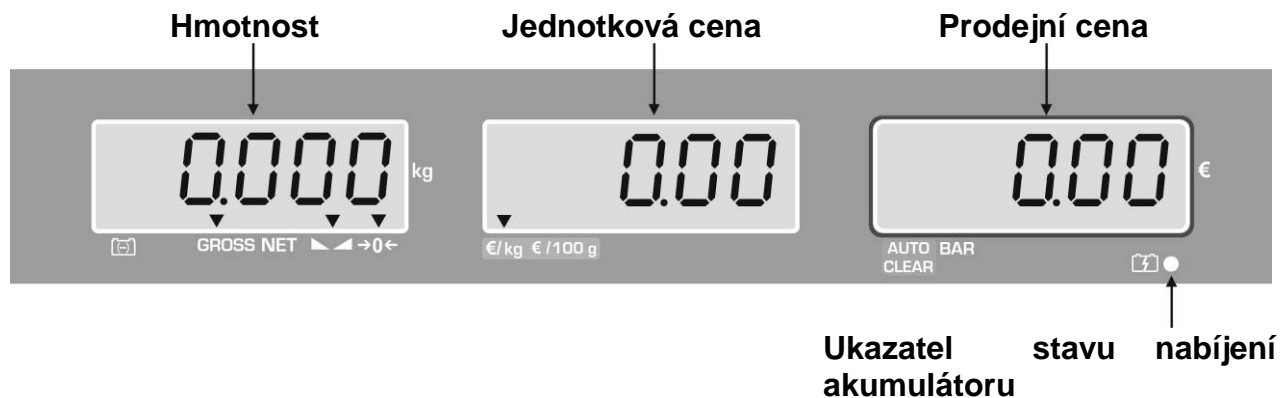 Hmotnost Jednotková cena Prodejní cena
0.000 kg 0.00 0.00 €
GROSS NET →0← €/kg €/100 g AUTO CLEAR BAR
Ukazatel stavu nabíjení
akumulátoru